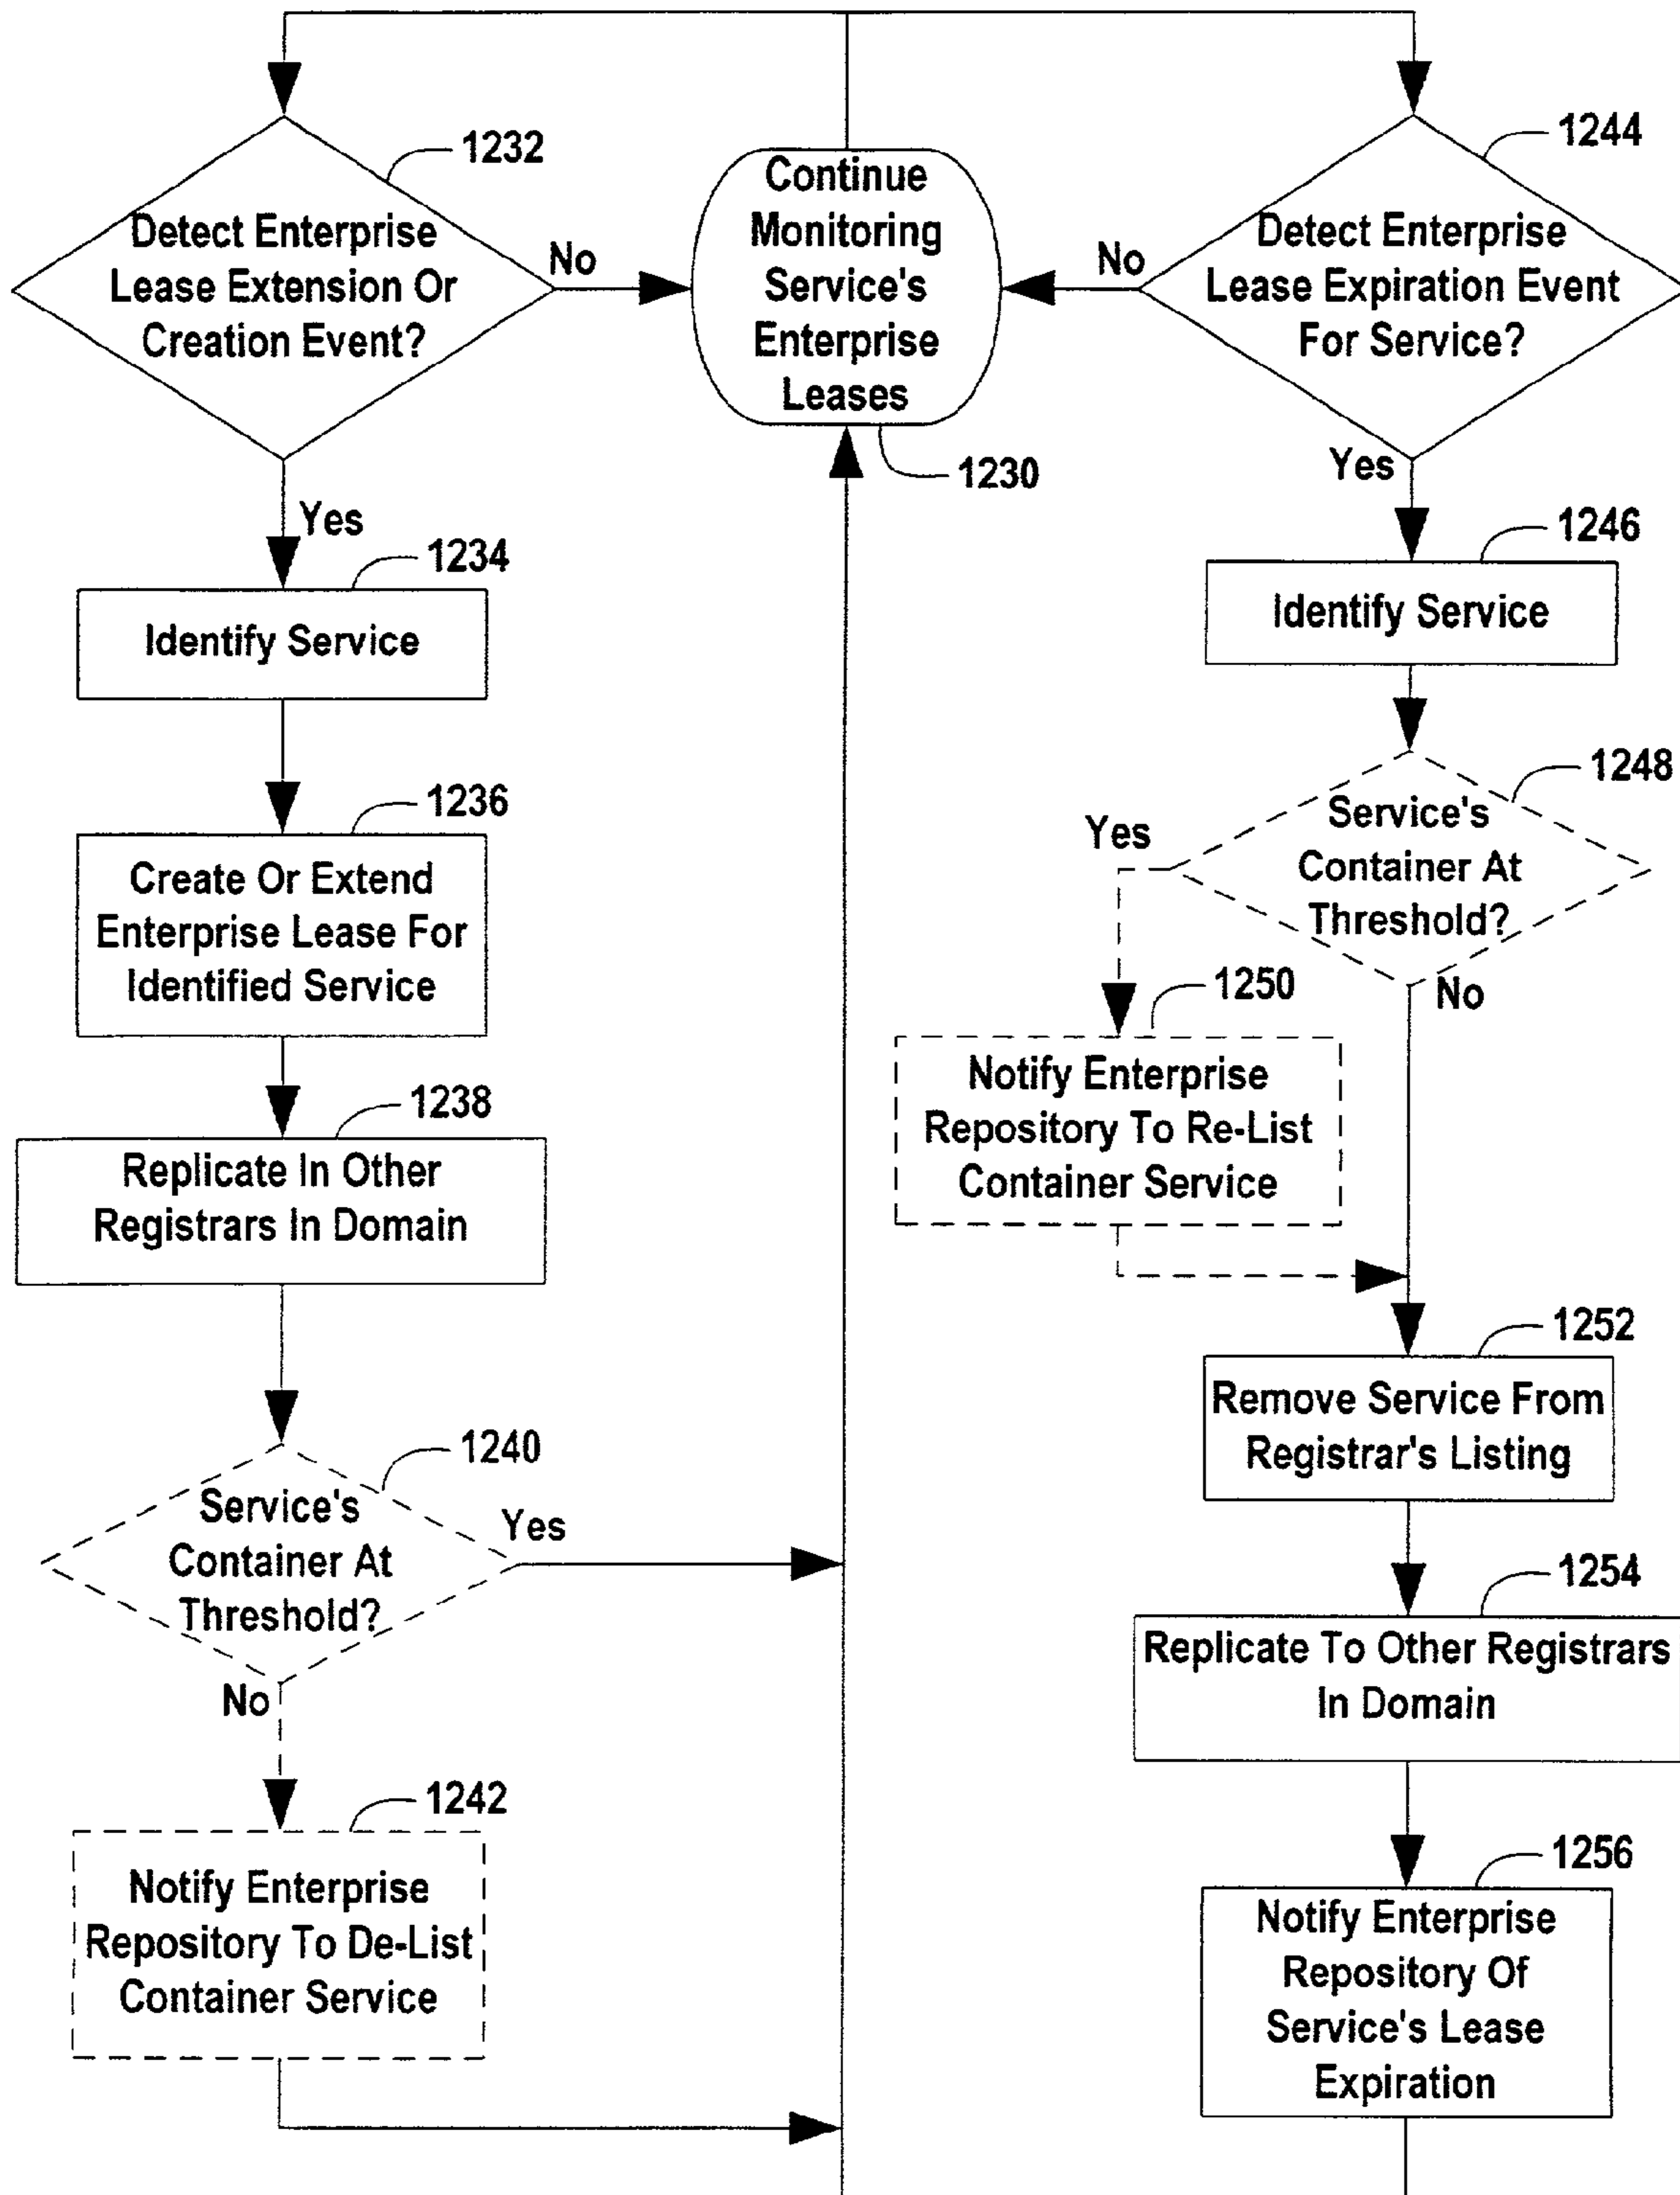 1232
Detect Enterprise
Lease Extension Or
Creation Event?
No
Yes
Continue
Monitoring
Service's
Enterprise
Leases
1230
1244
Detect Enterprise
Lease Expiration Event
For Service?
No
Yes
1234
Identify Service
1236
Create Or Extend
Enterprise Lease For
Identified Service
1238
Replicate In Other
Registrars In Domain
1240
Service's
Container At
Threshold?
Yes
No
1242
Notify Enterprise
Repository To De-List
Container Service
1246
Identify Service
1248
Service's
Container At
Threshold?
Yes
No
1250
Notify Enterprise
Repository To Re-List
Container Service
1252
Remove Service From
Registrar's Listing
1254
Replicate To Other Registrars
In Domain
1256
Notify Enterprise
Repository Of
Service's Lease
Expiration